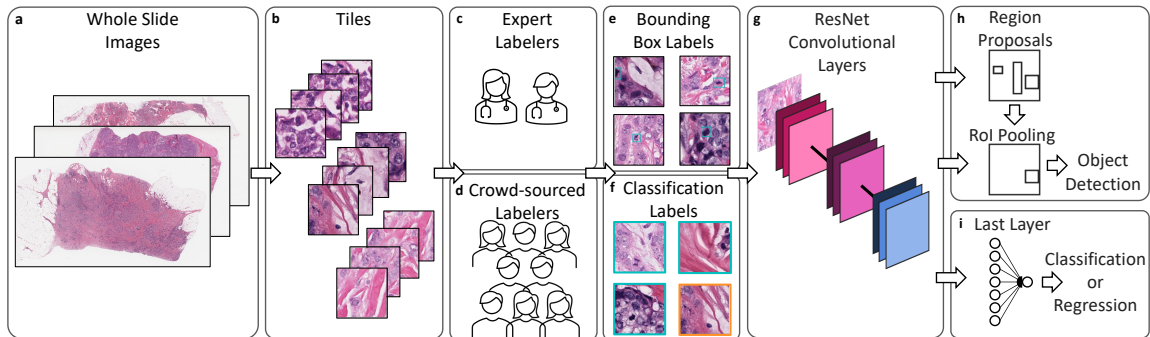 a Whole Slide
Images
b Tiles
c Expert
Labelers
d Crowd-sourced
Labelers
e Bounding
Box Labels
f Classification
Labels
g ResNet
Convolutional
Layers
h Region
Proposals
RoI Pooling
Object
Detection
i Last Layer
Classification
or
Regression